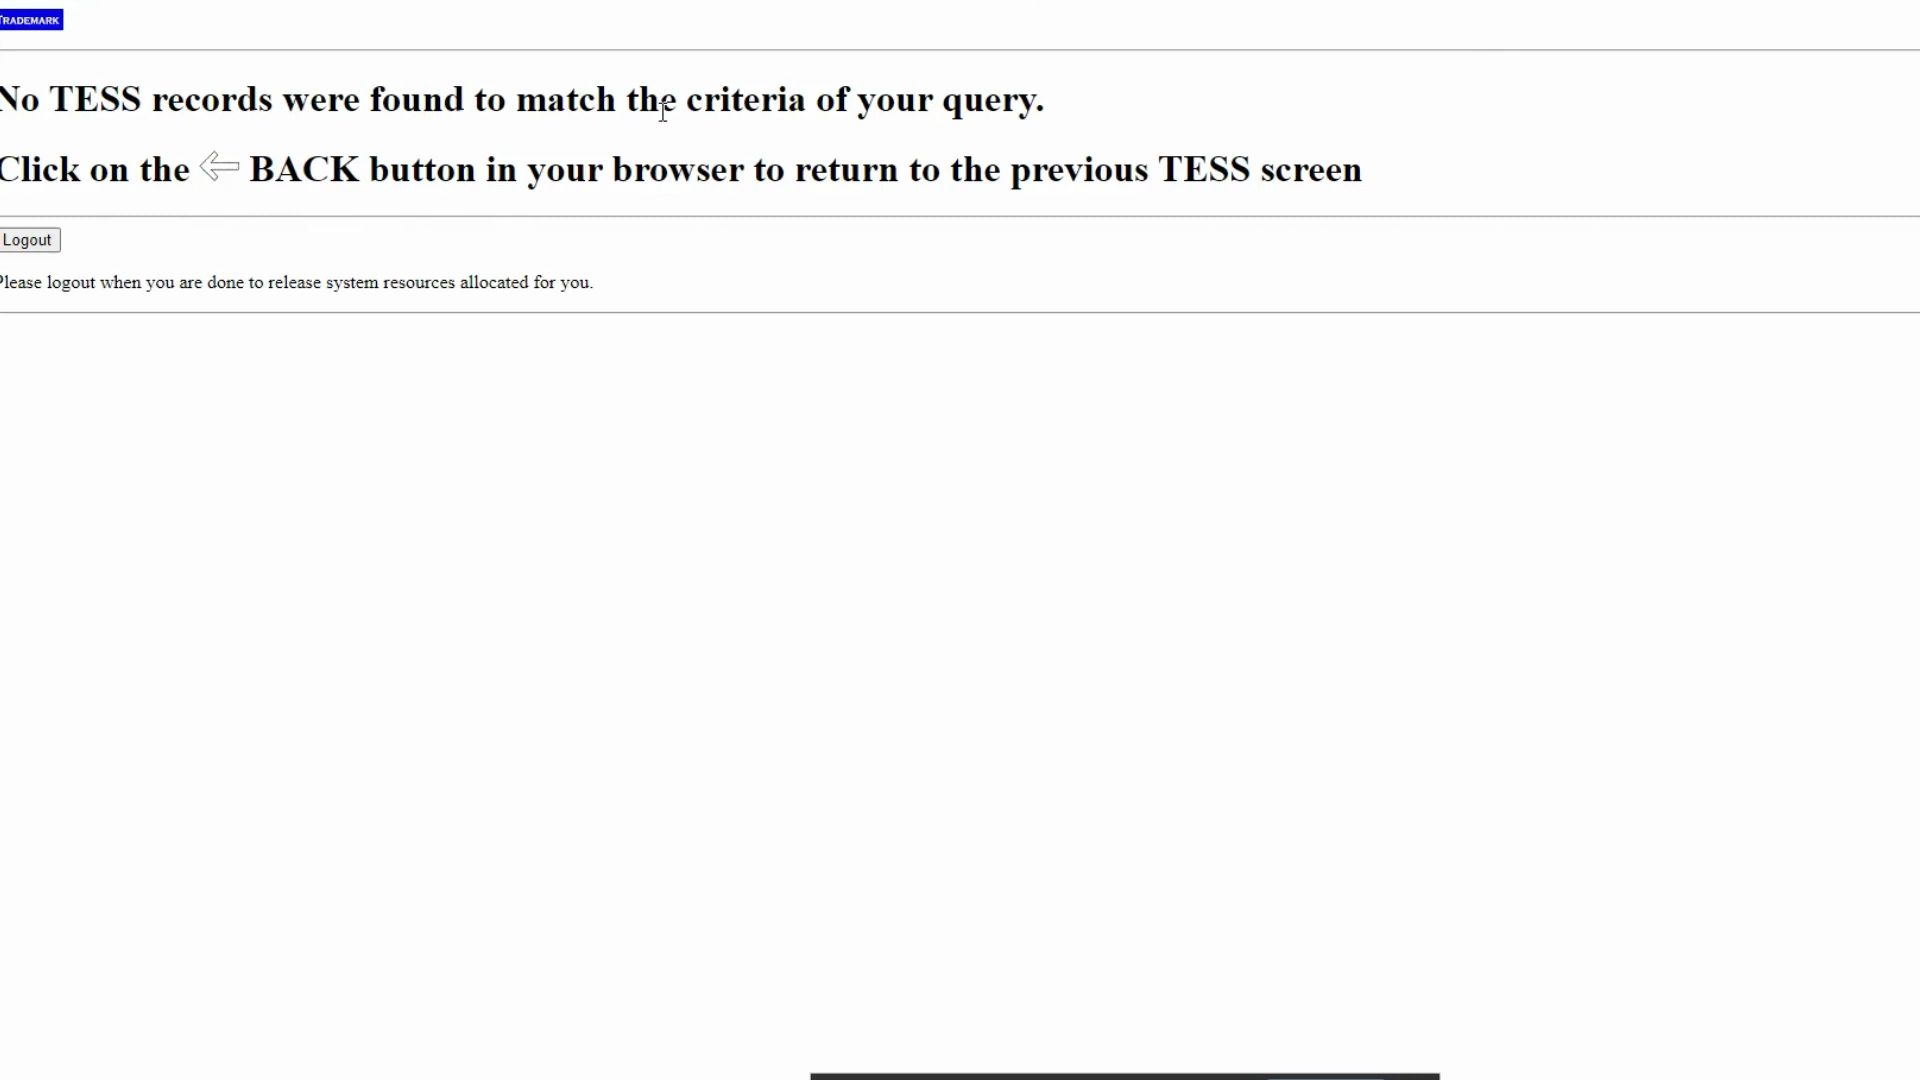 TRADEMARK
No TESS records were found to match the criteria of your query.
Click on the ⇐ BACK button in your browser to return to the previous TESS screen
Logout
Please logout when you are done to release system resources allocated for you.